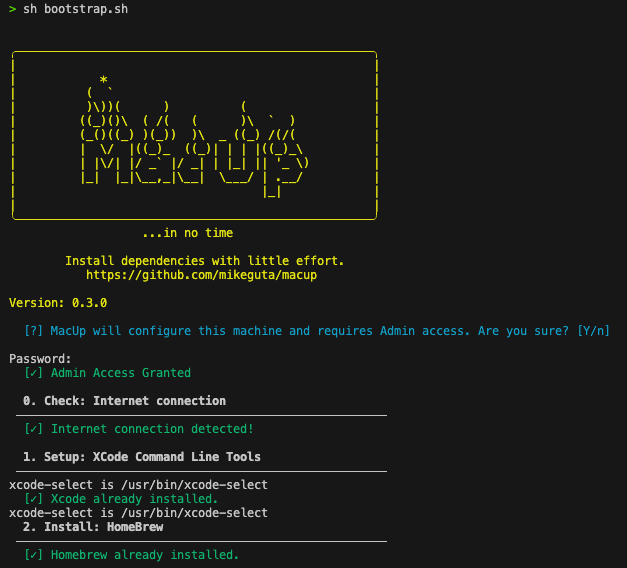 > sh bootstrap.sh
MacUp
...in no time
Install dependencies with little effort.
https://github.com/mikeguta/macup
Version: 0.3.0
[?] MacUp will configure this machine and requires Admin access. Are you sure? [Y/n]
Password:
[✓] Admin Access Granted
0. Check: Internet connection
[✓] Internet connection detected!
1. Setup: XCode Command Line Tools
xcode-select is /usr/bin/xcode-select
[✓] Xcode already installed.
xcode-select is /usr/bin/xcode-select
2. Install: HomeBrew
[✓] Homebrew already installed.